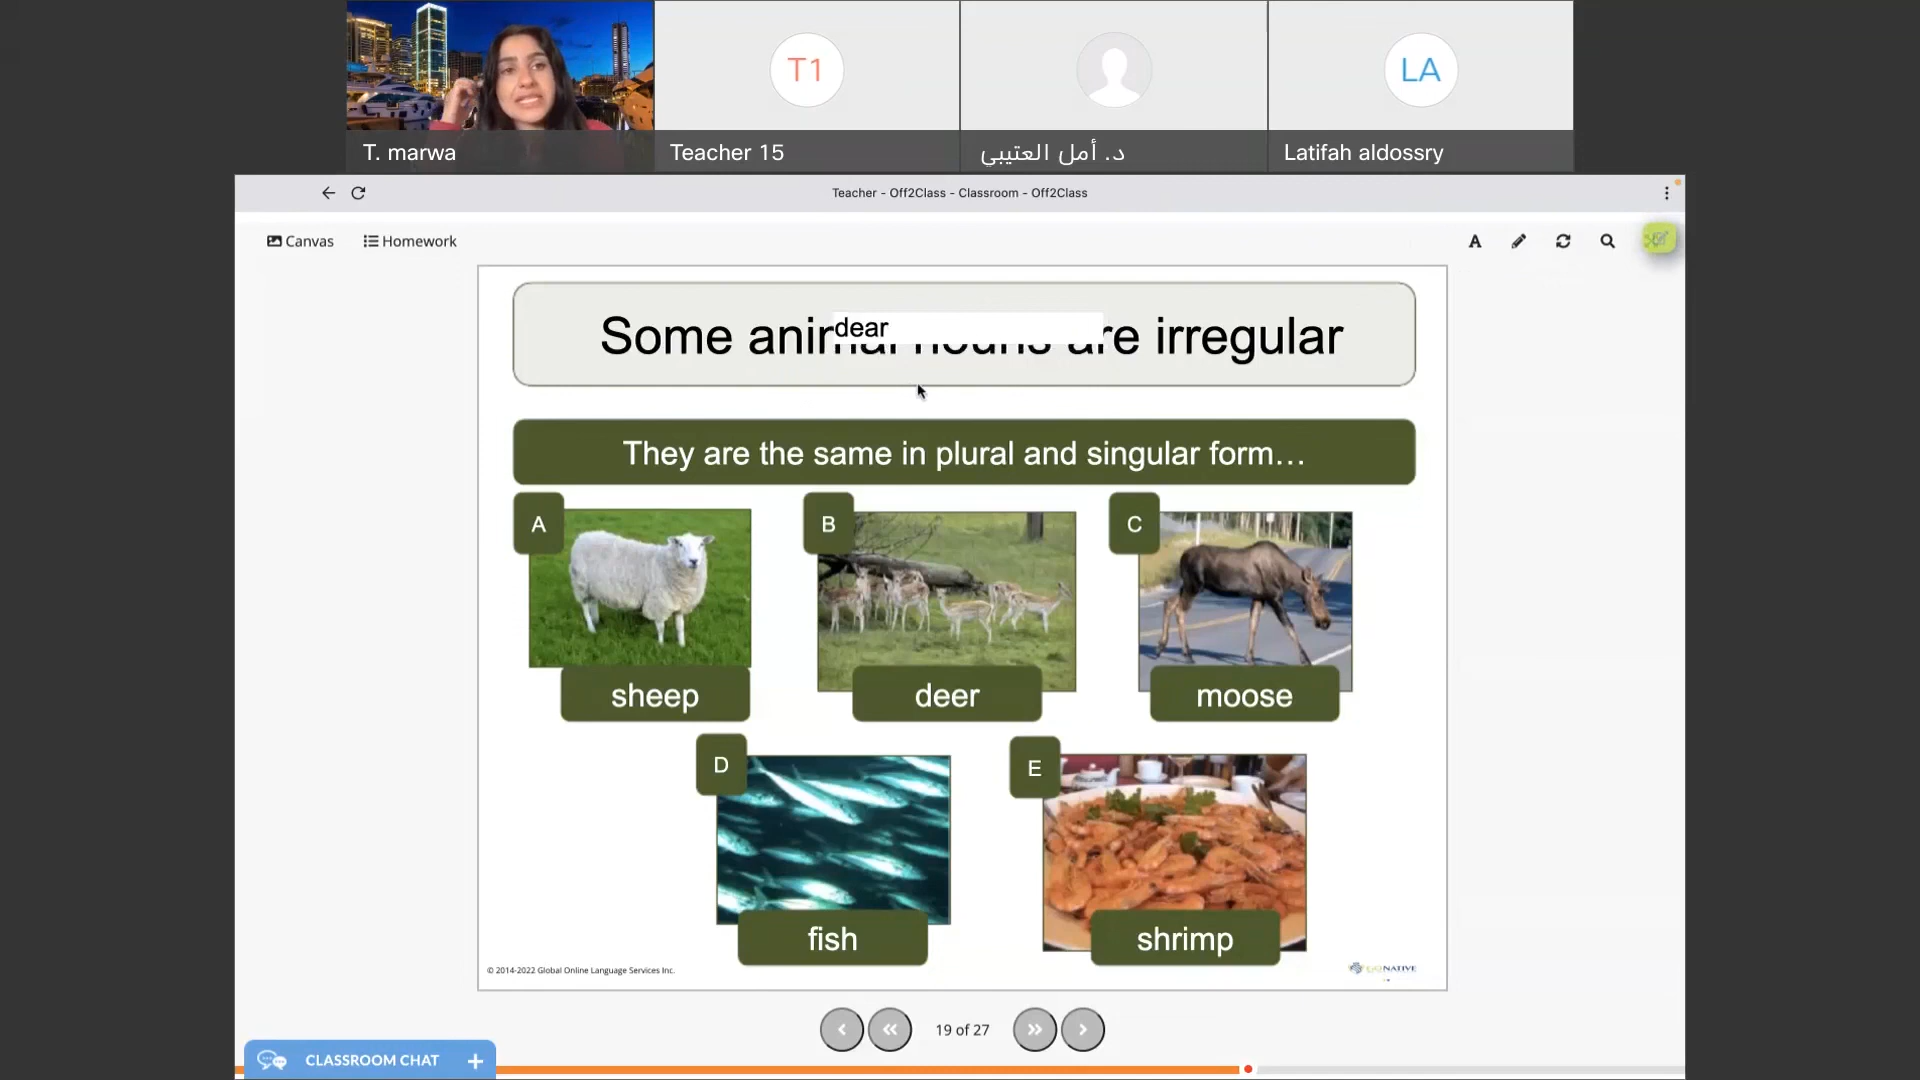 T1
LA
T. marwa
Teacher 15
د. أمل العتيبي
Latifah aldossry
Teacher - Off2Class - Classroom - Off2Class
Canvas
Homework
A
dear
Some are irregular
They are the same in plural and singular form…
A
B
C
sheep
deer
moose
D
E
fish
shrimp
© 2014-2022 Global Online Language Services Inc.
19 of 27
CLASSROOM CHAT